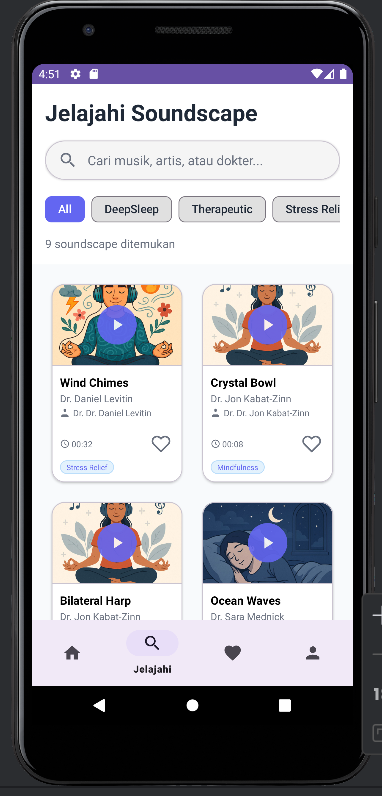 4:51
Jelajahi Soundscape
Cari musik, artis, atau dokter...
All
DeepSleep
Therapeutic
Stress Reli
9 soundscape ditemukan
Wind Chimes
Dr. Daniel Levitin
Dr. Dr. Daniel Levitin
00:32
Stress Relief
Crystal Bowl
Dr. Jon Kabat-Zinn
Dr. Dr. Jon Kabat-Zinn
00:08
Mindfulness
Bilateral Harp
Dr. Jon Kabat-Zinn
Ocean Waves
Dr. Sara Mednick
Jelajahi